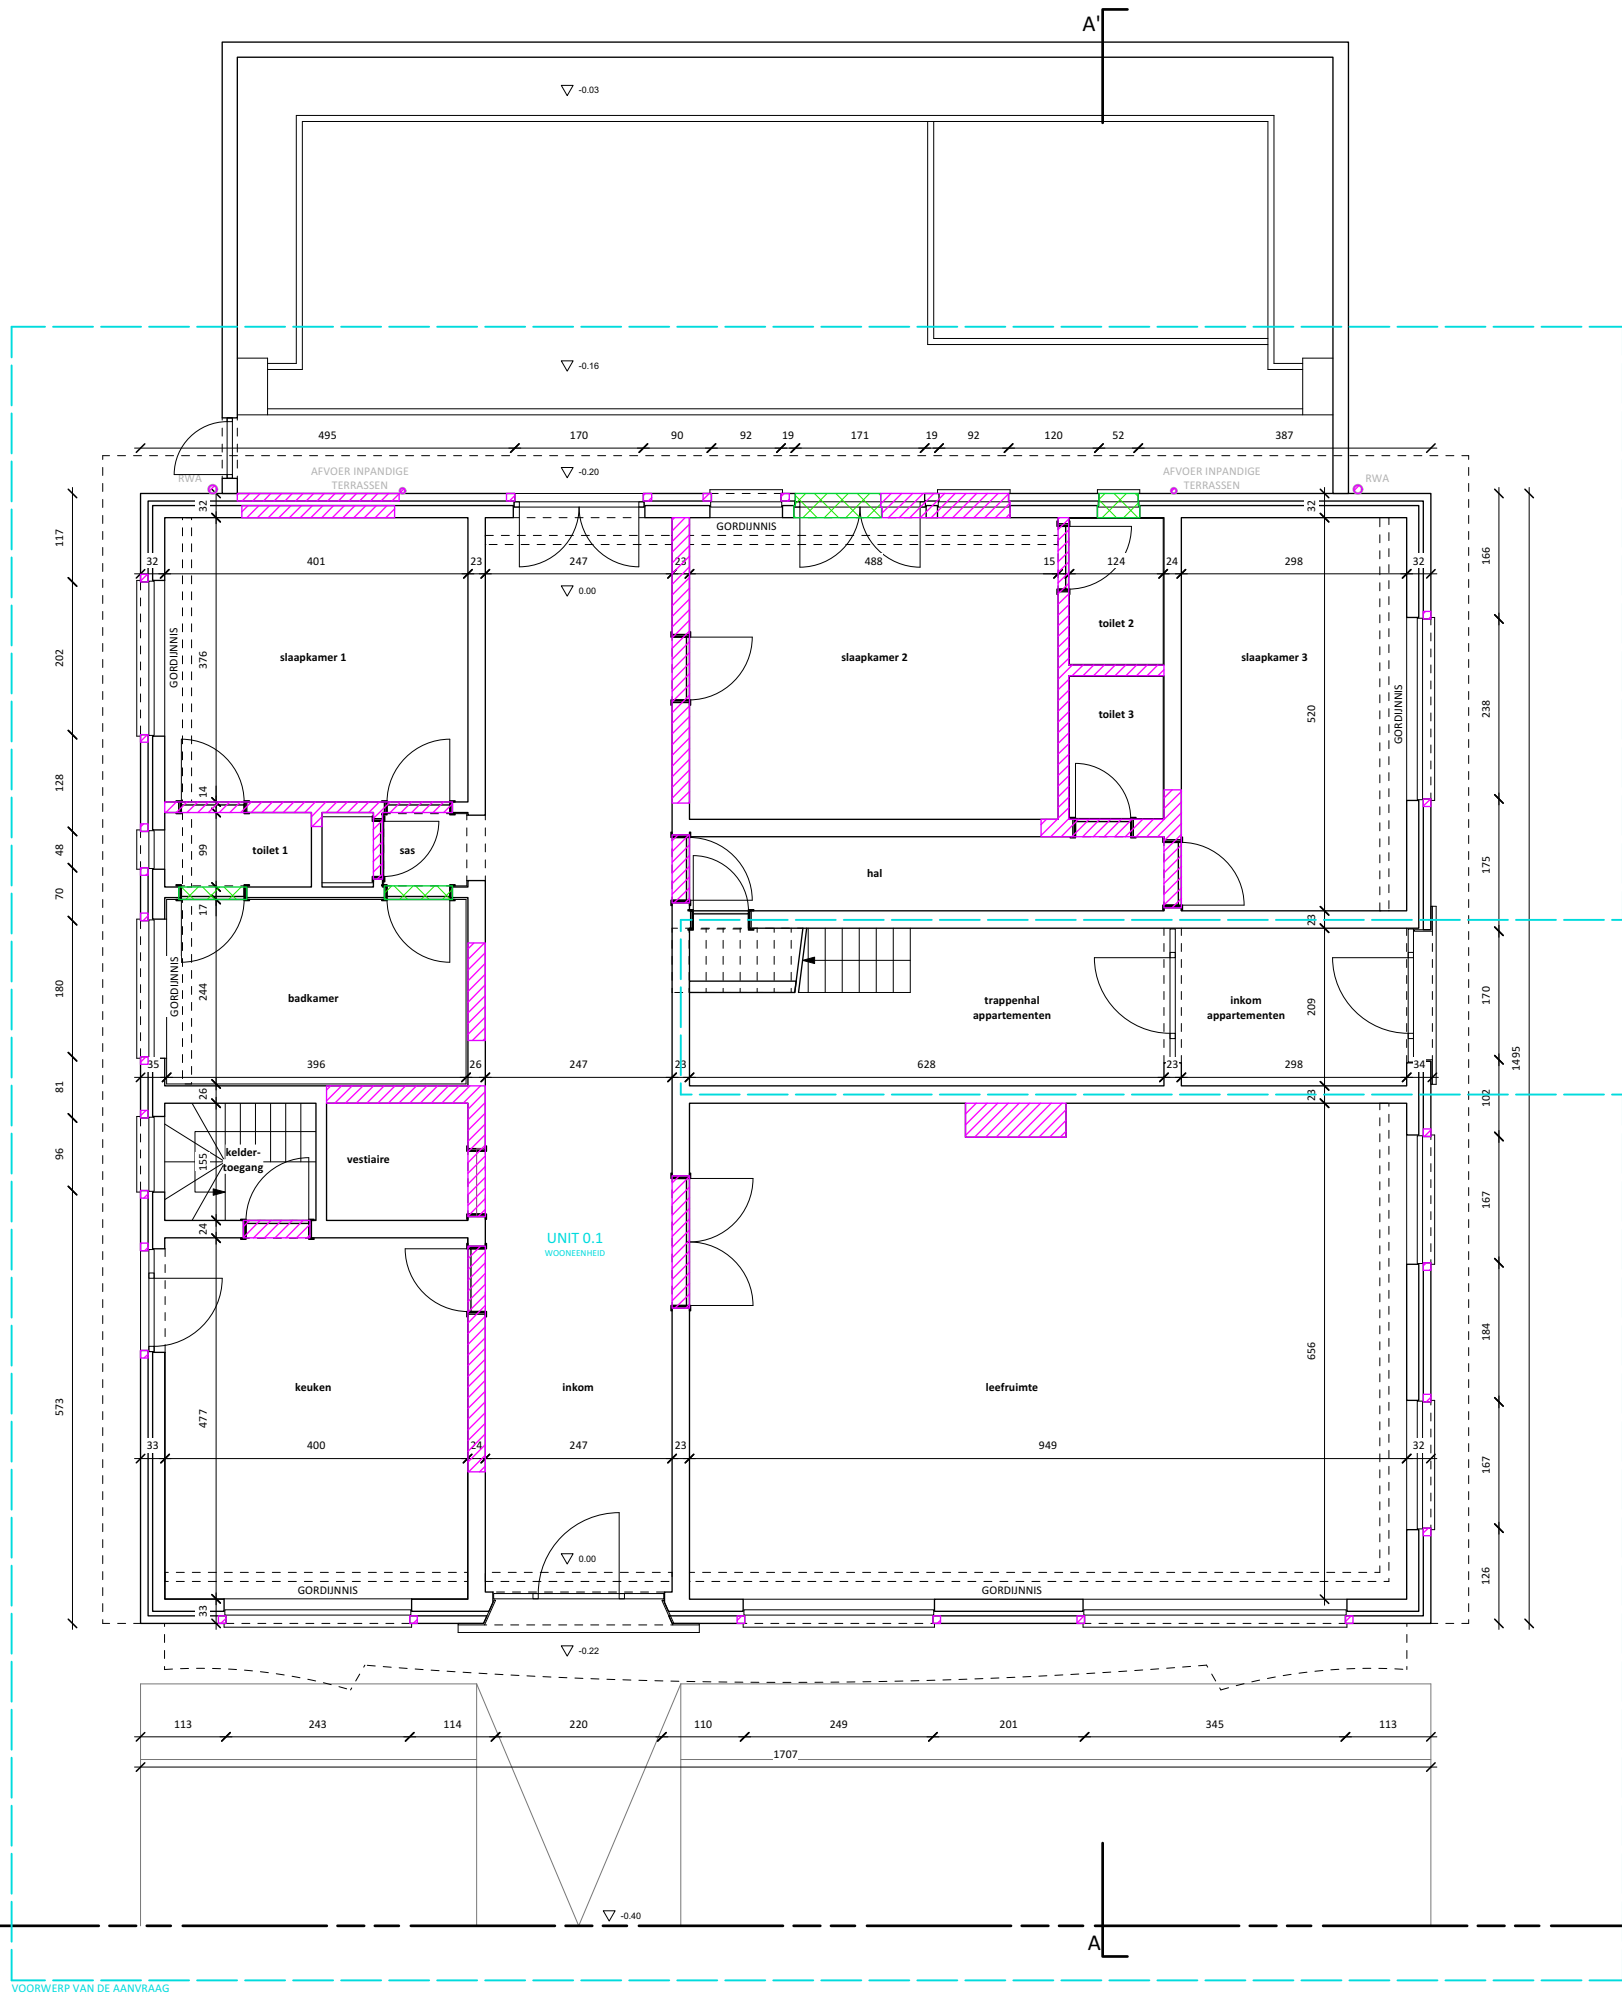 A'
-0.03
-0.16
495 170 90 92 19 171 19 92 120 52 387
RWA
AFVOER INPANDIGE
TERRASSEN
-0.20
AFVOER INPANDIGE
TERRASSEN
RWA
32
32
GORDIJNNIS
117
166
32 401 23 247 23 488 15 124 24 298 32
0.00
toilet 2
GORDIJNNIS
202
376
slaapkamer 1
slaapkamer 2
slaapkamer 3
toilet 3
520
GORDIJNNIS
238
128
14
48
99
toilet 1
sas
hal
175
70
17
23
GORDIJNNIS
180
244
badkamer
trappenhal
appartementen
inkom
appartementen
209
170
35 396 26 247 23 628 23 298 34
1495
81
26
23
102
96
155
kelder-
toegang
vestiaire
167
24
UNIT 0.1
WOONEENHEID
184
656
573
477
keuken
inkom
leefruimte
33 400 24 247 23 949 32
167
0.00
126
GORDIJNNIS
GORDIJNNIS
33
-0.22
113 243 114 220 110 249 201 345 113
1707
-0.40
A
VOORWERP VAN DE AANVRAAG